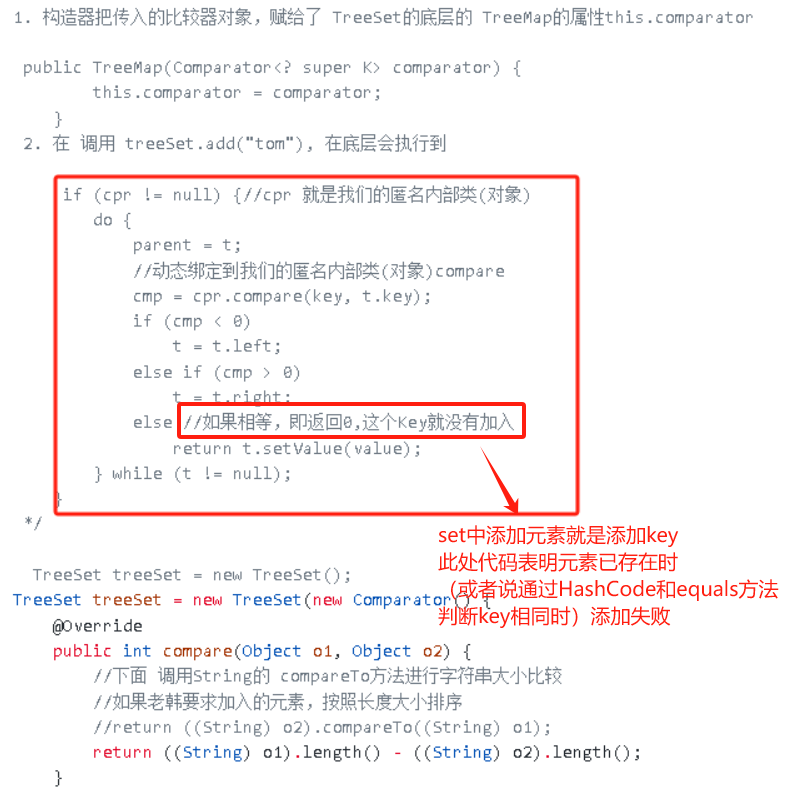 1. 构造器把传入的比较器对象，赋给了 TreeSet的底层的 TreeMap的属性this.comparator
public TreeMap(Comparator<? super K> comparator) {
this.comparator = comparator;
}
2. 在 调用 treeSet.add("tom"), 在底层会执行到
if (cpr != null) {//cpr 就是我们的匿名内部类(对象)
do {
parent = t;
//动态绑定到我们的匿名内部类(对象)compare
cmp = cpr.compare(key, t.key);
if (cmp < 0)
t = t.left;
else if (cmp > 0)
t = t.right;
else //如果相等，即返回0,这个Key就没有加入
return t.setValue(value);
} while (t != null);
}
*/
set中添加元素就是添加key
此处代码表明元素已存在时
（或者说通过HashCode和equals方法
判断key相同时）添加失败
TreeSet treeSet = new TreeSet();
TreeSet treeSet = new TreeSet(new Comparator() {
@Override
public int compare(Object o1, Object o2) {
//下面 调用String的 compareTo方法进行字符串大小比较
//如果老韩要求加入的元素，按照长度大小排序
//return ((String) o2).compareTo((String) o1);
return ((String) o1).length() - ((String) o2).length();
}